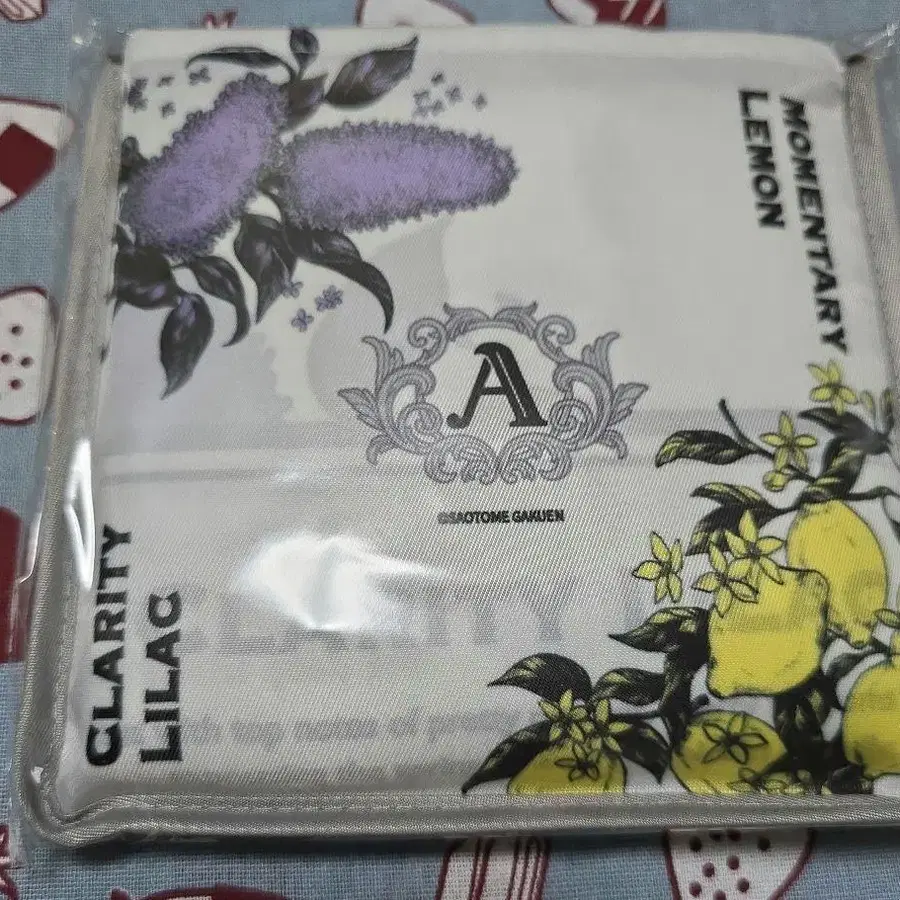 MOMENTARY
LEMON
A
©SAOTOME GAKUEN
CLARITY
LILAC